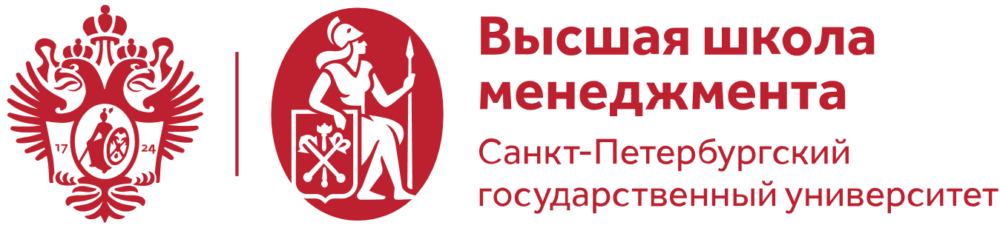 17 24
Высшая школа
менеджмента
Санкт-Петербургский
государственный университет